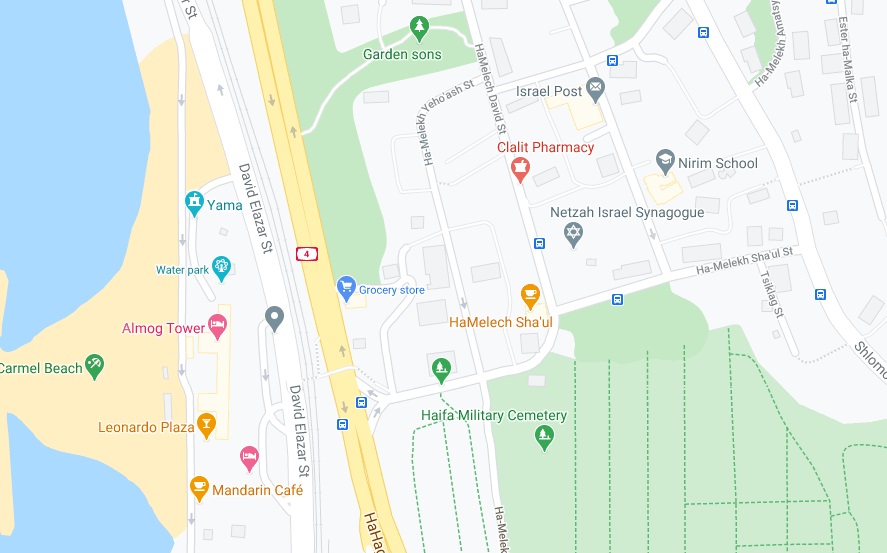 r St
Garden sons
HaMelech David St
Ha-Melekh Yeho'ash St
Israel Post
Ha-Melekh Amatsy
Ester ha-Malka St
Clalit Pharmacy
Nirim School
David Elazar St
Yama
Netzah Israel Synagogue
4
Water park
Ha-Melekh Sha'ul St
Tsiklag St
Grocery store
Almog Tower
HaMelech Sha'ul
Shlomo
Carmel Beach
David Elazar St
Leonardo Plaza
Haifa Military Cemetery
Mandarin Café
HaHag
Ha-Melek